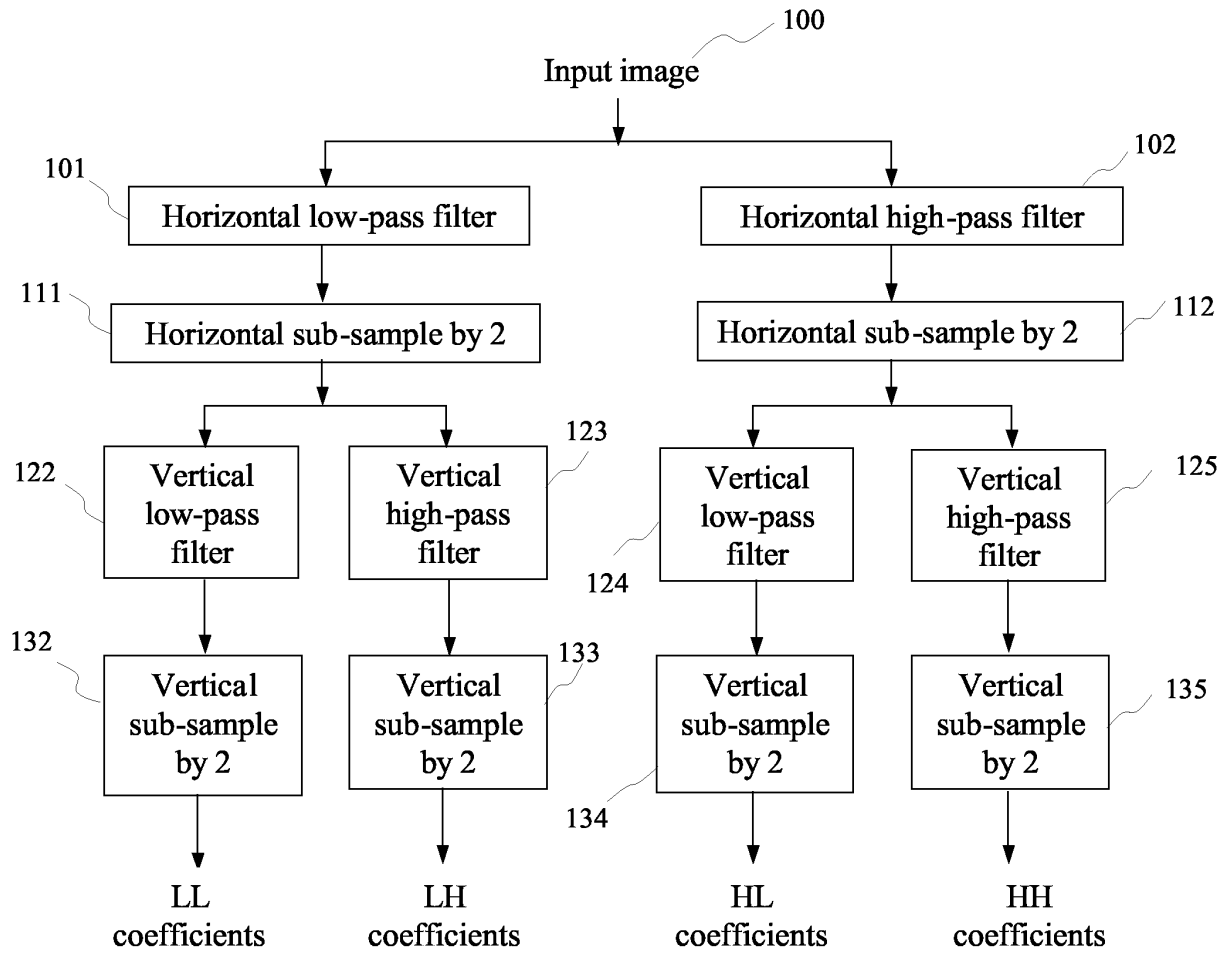 100
Input image
101
102
Horizontal low-pass filter
Horizontal high-pass filter
111
112
Horizontal sub-sample by 2
Horizontal sub-sample by 2
122
Vertical
low-pass
filter
123
Vertical
high-pass
filter
124
Vertical
low-pass
filter
125
Vertical
high-pass
filter
132
Vertical
sub-sample
by 2
133
Vertical
sub-sample
by 2
134
Vertical
sub-sample
by 2
135
Vertical
sub-sample
by 2
LL
coefficients
LH
coefficients
HL
coefficients
HH
coefficients